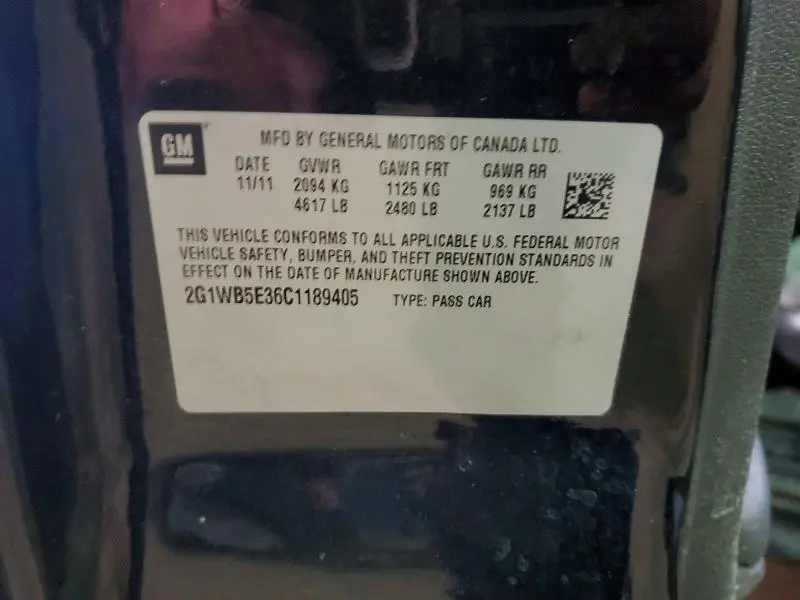 GM
MFD BY GENERAL MOTORS OF CANADA LTD.
DATE GVWR GAWR FRT GAWR RR
11/11 2094 KG 1125 KG 969 KG
4617 LB 2480 LB 2137 LB
THIS VEHICLE CONFORMS TO ALL APPLICABLE U.S. FEDERAL MOTOR
VEHICLE SAFETY, BUMPER, AND THEFT PREVENTION STANDARDS IN
EFFECT ON THE DATE OF MANUFACTURE SHOWN ABOVE.
2G1WB5E36C1189405 TYPE: PASS CAR